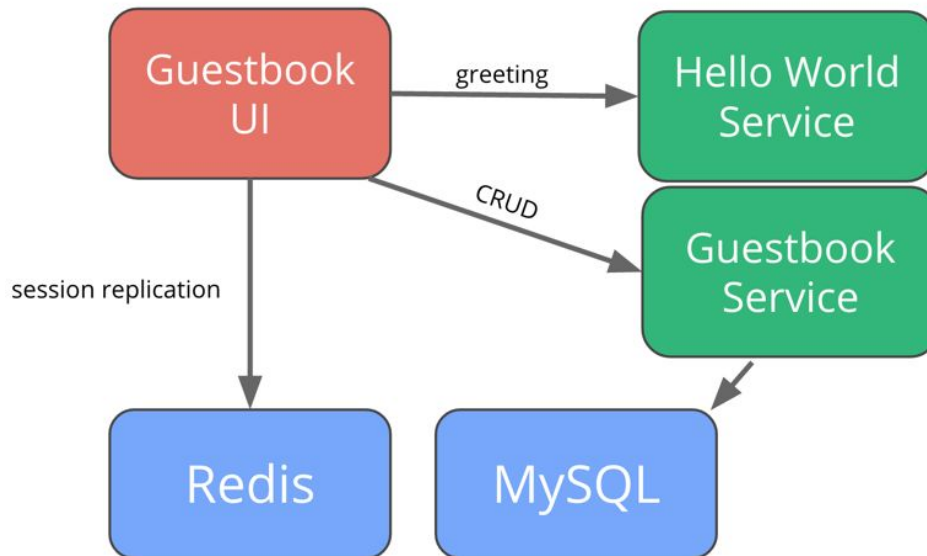 Guestbook
UI
greeting
Hello World
Service
CRUD
Guestbook
Service
session replication
Redis
MySQL